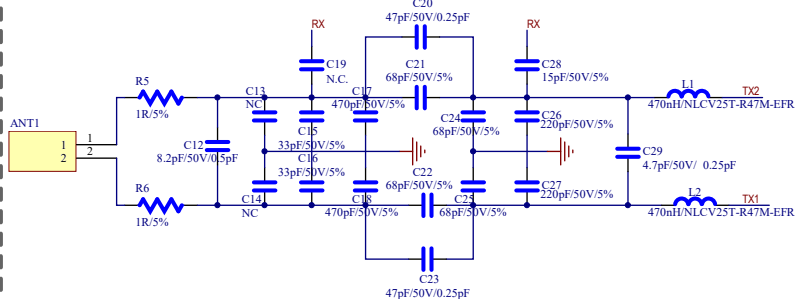 C20
47pF/50V/0.25pF
RX
RX
C19
N.C.
C21
68pF/50V/5%
C28
15pF/50V/5%
R5
1R/5%
C13
NC
C17
470pF/50V/5%
L1
TX2
470nH/NLCV25T-R47M-EFR
ANT1
1
1
2
2
C12
8.2pF/50V/0.5pF
C15
33pF/50V/5%
C16
33pF/50V/5%
C24
68pF/50V/5%
C26
220pF/50V/5%
C29
4.7pF/50V/ 0.25pF
R6
1R/5%
C14
NC
C18
470pF/50V/5%
C22
68pF/50V/5%
C25
68pF/50V/5%
C27
220pF/50V/5%
L2
TX1
470nH/NLCV25T-R47M-EFR
C23
47pF/50V/0.25pF